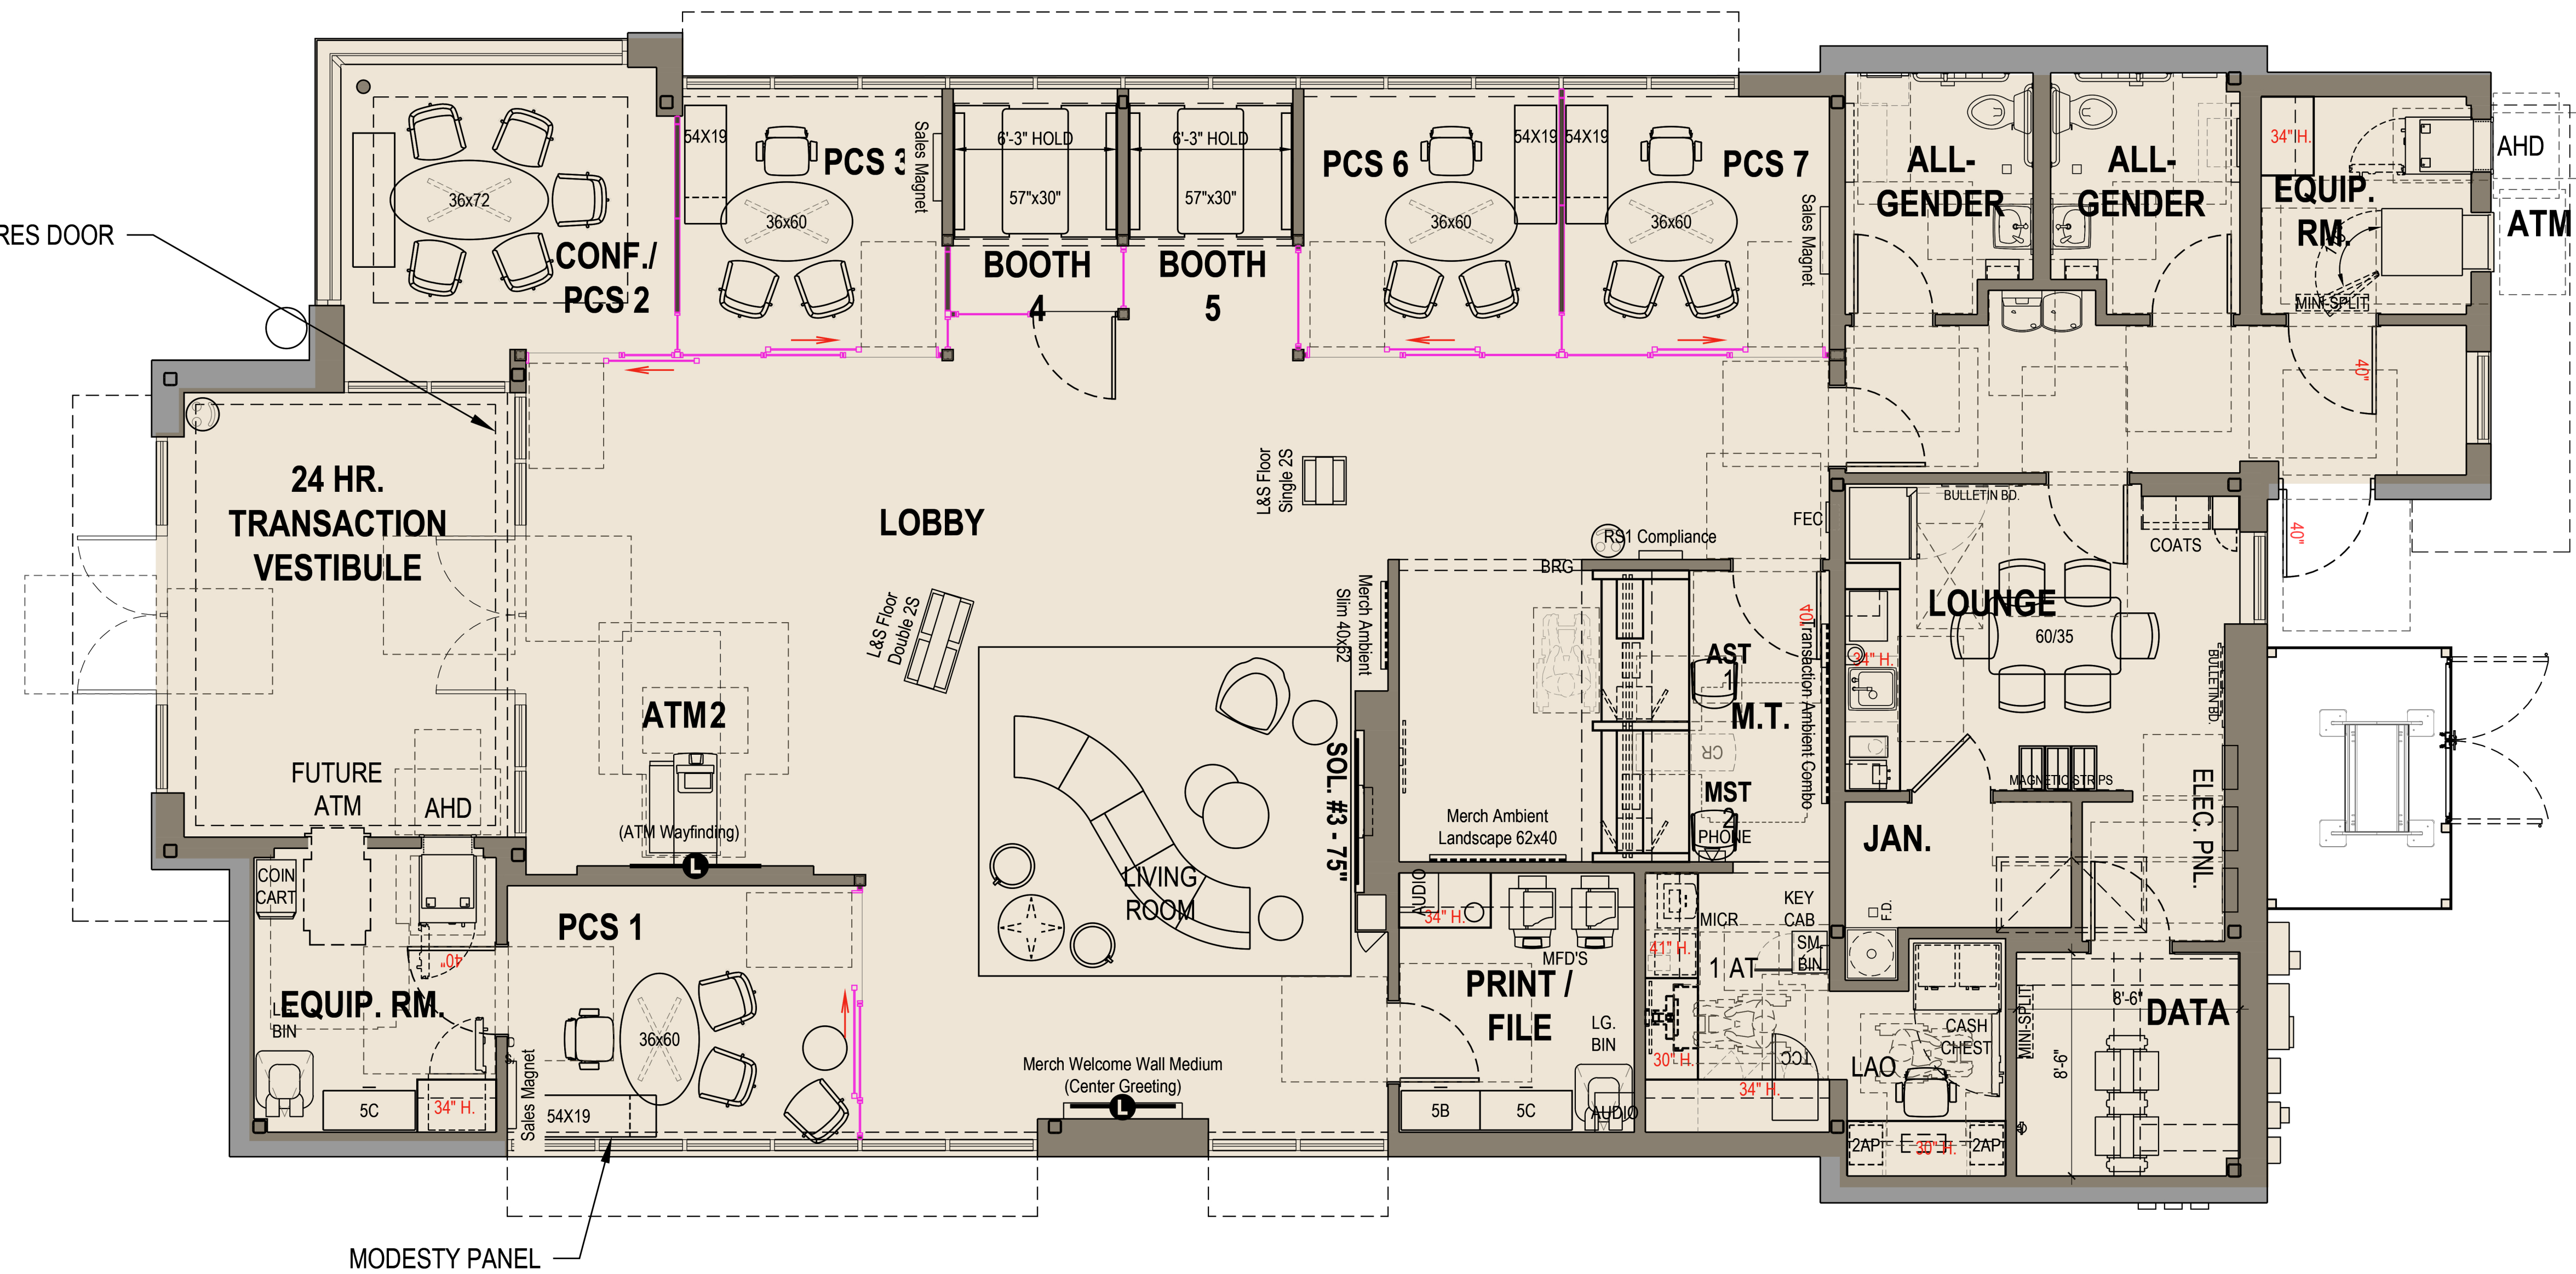 RES DOOR
36x72
CONF./
PCS 2
54X19
PCS 3
36x60
Sales Magnet
6'-3" HOLD
57"x30"
BOOTH
4
6'-3" HOLD
57"x30"
BOOTH
5
PCS 6
54X19
36x60
54X19
PCS 7
36x60
Sales Magnet
ALL-
GENDER
ALL-
GENDER
34" H.
EQUIP.
RM.
MINI-SPLIT
AHD
ATM
40"
40"
24 HR.
TRANSACTION
VESTIBULE
FUTURE
ATM
AHD
LOBBY
L&S Floor
Single 2S
L&S Floor
Double 2S
ATM2
(ATM Wayfinding)
L
LIVING
ROOM
SOL. #3 - 75"
Merch Ambient
Slim 40x62
RS1 Compliance
BRG
FEC
40"
AST
1
M.T.
CR
MST
2
PHONE
Transaction Ambient Combo
Merch Ambient
Landscape 62x40
BULLETIN BD.
COATS
LOUNGE
60/35
34" H.
BULLETIN BD.
MAGNETIC STRIPS
ELEC. PNL.
JAN.
F.D.
COIN
CART
40"
EQUIP. RM.
LG.
BIN
5C
34" H.
PCS 1
36x60
Sales Magnet
54X19
Merch Welcome Wall Medium
(Center Greeting)
L
AUDIO
34" H.
MFD'S
PRINT /
FILE
LG.
BIN
5B
5C
AUDIO
MICR
KEY
CAB
41" H.
1 AT
SM.
BIN
30" H.
TCC
34" H.
CASH
CHEST
LAO
2AP
30" H.
2AP
MINI-SPLIT
8'-6"
8'-6"
DATA
MODESTY PANEL